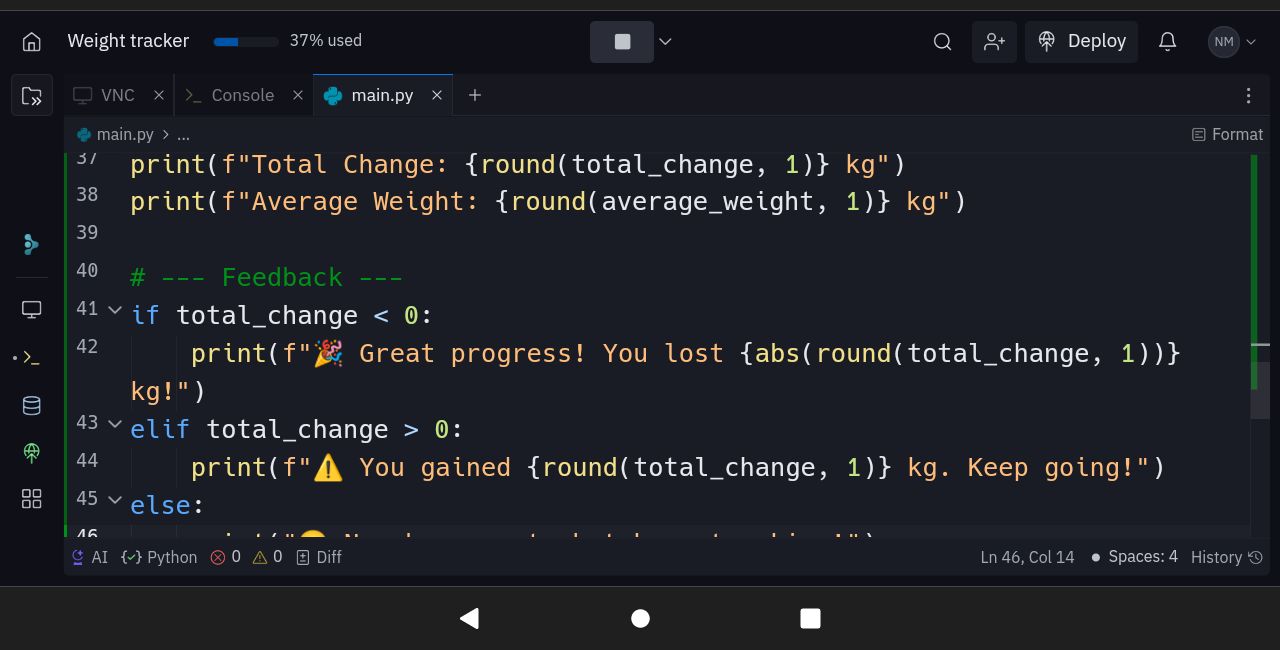 Weight tracker 37% used Deploy NM
VNC Console main.py
main.py > ... Format
37 print(f"Total Change: {round(total_change, 1)} kg")
38 print(f"Average Weight: {round(average_weight, 1)} kg")
39
40 # --- Feedback ---
41 if total_change < 0:
42 print(f"🎉 Great progress! You lost {abs(round(total_change, 1))}
kg!")
43 elif total_change > 0:
44 print(f"⚠️ You gained {round(total_change, 1)} kg. Keep going!")
45 else:
46
AI Python 0 0 Diff Ln 46, Col 14 Spaces: 4 History